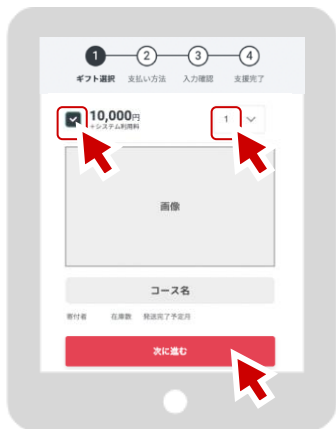 1 2 3 4
ギフト選択 支払い方法 入力確認 支援完了
10,000円
+システム利用料
1
画像
コース名
寄付者 在庫数 発送完了予定月
次に進む